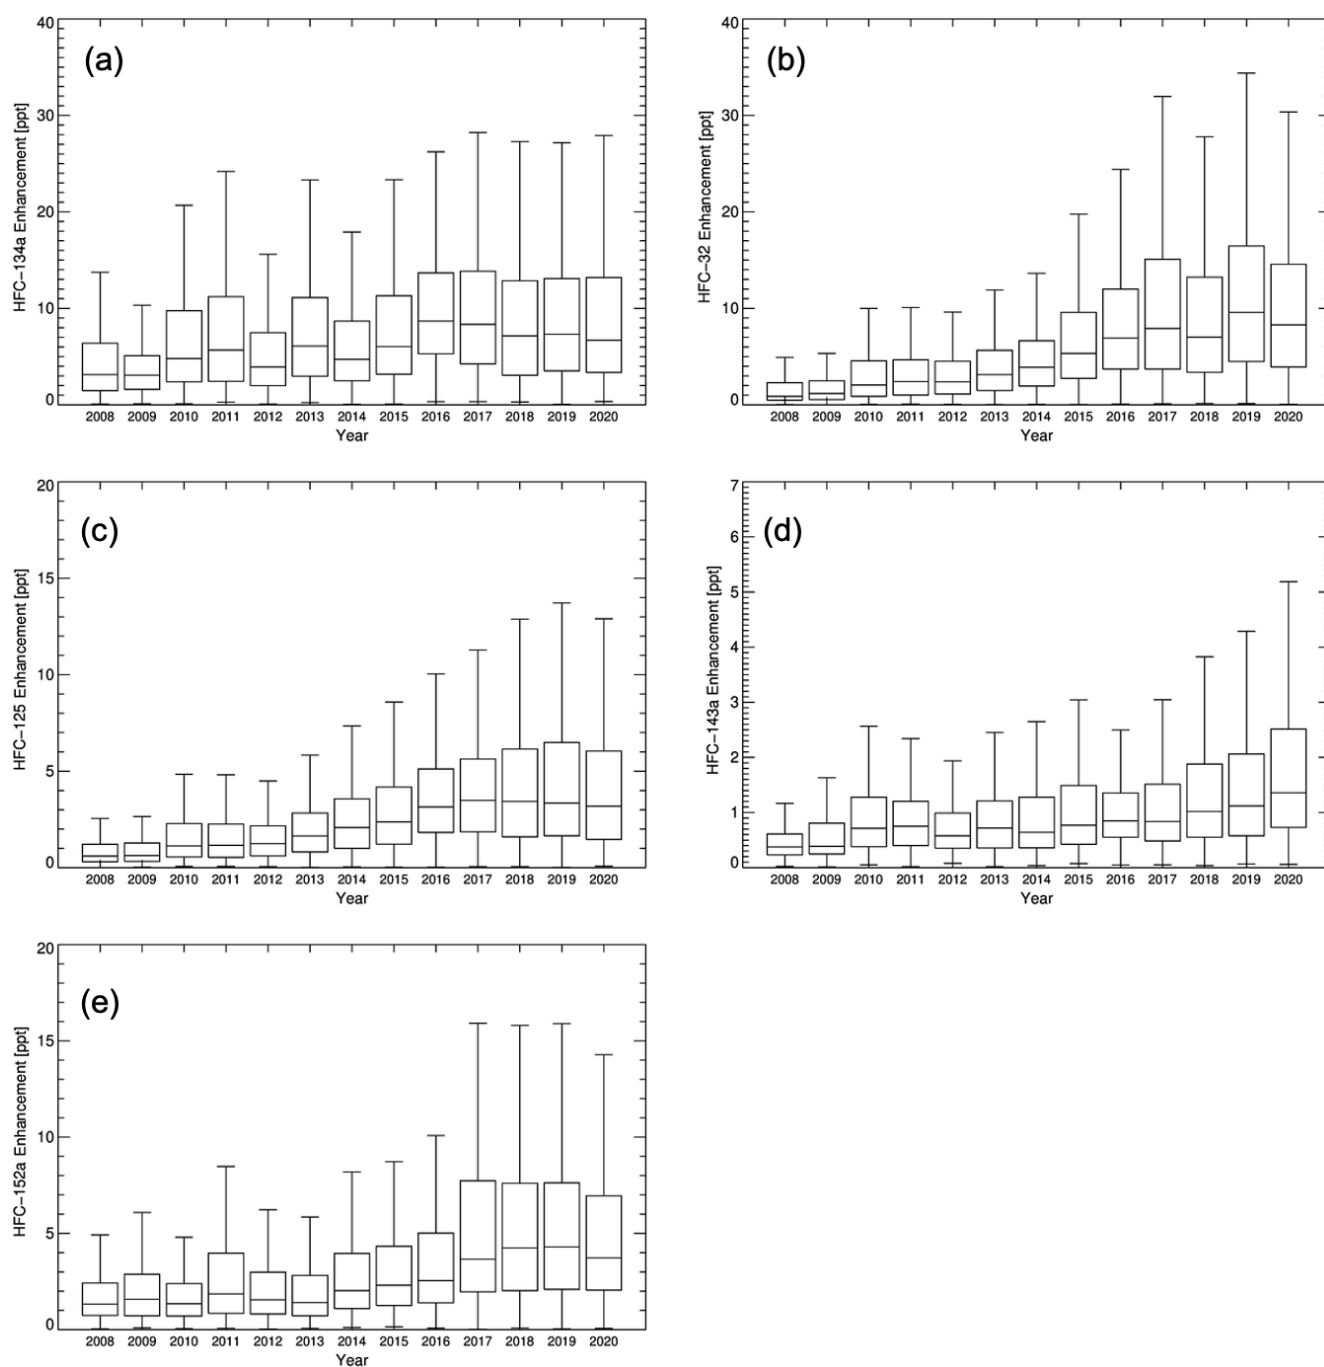 (a)
HFC-134a Enhancement [ppt]
40
30
20
10
0
2008 2009 2010 2011 2012 2013 2014 2015 2016 2017 2018 2019 2020
Year
(b)
HFC-32 Enhancement [ppt]
40
30
20
10
0
2008 2009 2010 2011 2012 2013 2014 2015 2016 2017 2018 2019 2020
Year
(c)
HFC-125 Enhancement [ppt]
20
15
10
5
0
2008 2009 2010 2011 2012 2013 2014 2015 2016 2017 2018 2019 2020
Year
(d)
HFC-143a Enhancement [ppt]
7
6
5
4
3
2
1
0
2008 2009 2010 2011 2012 2013 2014 2015 2016 2017 2018 2019 2020
Year
(e)
HFC-152a Enhancement [ppt]
20
15
10
5
0
2008 2009 2010 2011 2012 2013 2014 2015 2016 2017 2018 2019 2020
Year